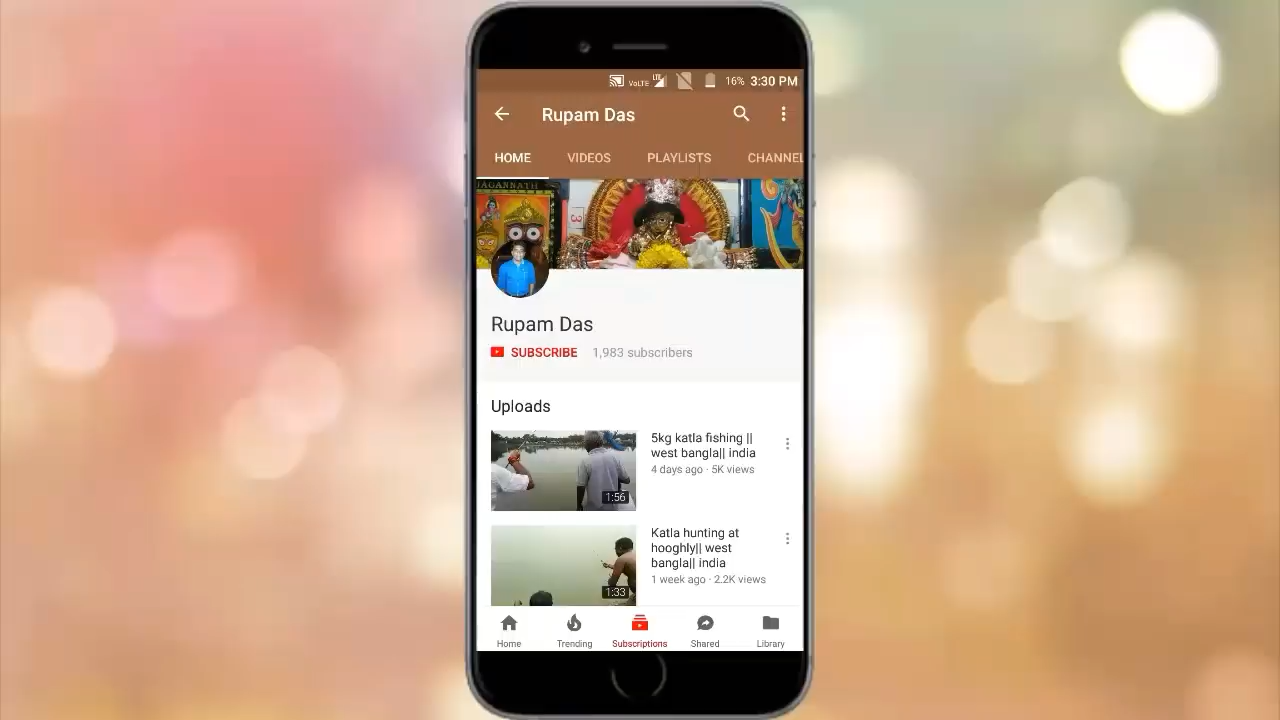 VoLTE LTE 16% 3:30 PM
Rupam Das
HOME VIDEOS PLAYLISTS CHANNEL
JAGANNATH
Rupam Das
SUBSCRIBE 1,983 subscribers
Uploads
5kg katla fishing ||
west bangla|| india
4 days ago · 5K views
1:56
Katla hunting at
hooghly|| west
bangla|| india
1 week ago · 2.2K views
1:33
Home Trending Subscriptions Shared Library